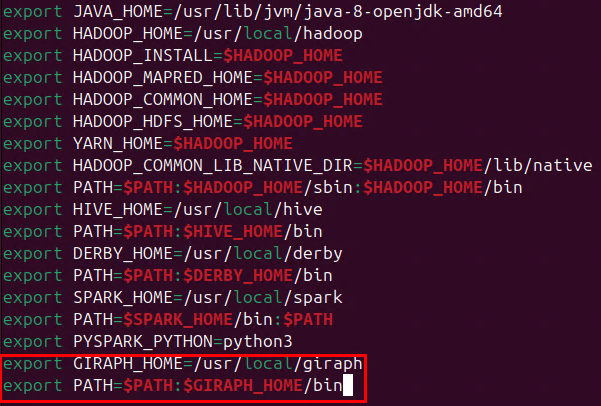 export JAVA_HOME=/usr/lib/jvm/java-8-openjdk-amd64
export HADOOP_HOME=/usr/local/hadoop
export HADOOP_INSTALL=$HADOOP_HOME
export HADOOP_MAPRED_HOME=$HADOOP_HOME
export HADOOP_COMMON_HOME=$HADOOP_HOME
export HADOOP_HDFS_HOME=$HADOOP_HOME
export YARN_HOME=$HADOOP_HOME
export HADOOP_COMMON_LIB_NATIVE_DIR=$HADOOP_HOME/lib/native
export PATH=$PATH:$HADOOP_HOME/sbin:$HADOOP_HOME/bin
export HIVE_HOME=/usr/local/hive
export PATH=$PATH:$HIVE_HOME/bin
export DERBY_HOME=/usr/local/derby
export PATH=$PATH:$DERBY_HOME/bin
export SPARK_HOME=/usr/local/spark
export PATH=$SPARK_HOME/bin:$PATH
export PYSPARK_PYTHON=python3
export GIRAPH_HOME=/usr/local/giraph
export PATH=$PATH:$GIRAPH_HOME/bin